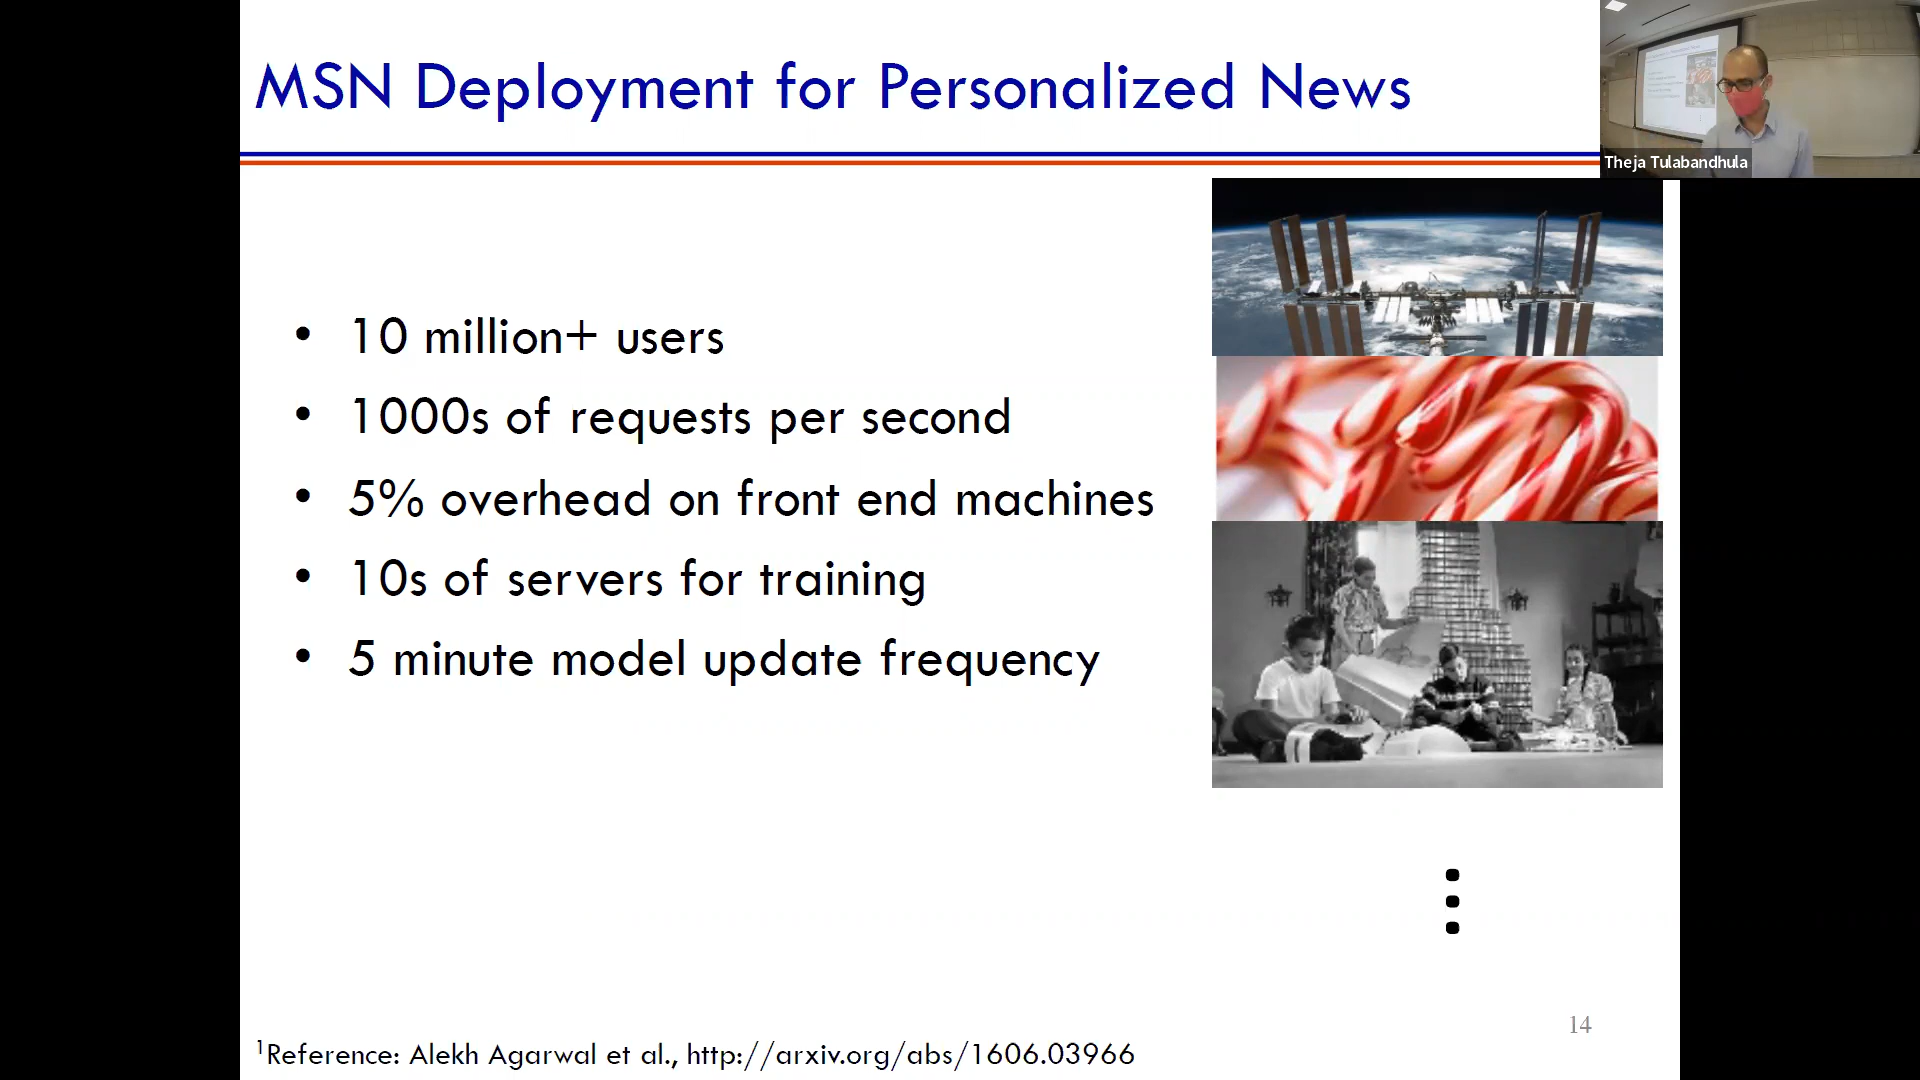 MSN Deployment for Personalized News
Theja Tulabandhula
• 10 million+ users
• 1000s of requests per second
• 5% overhead on front end machines
• 10s of servers for training
• 5 minute model update frequency
14
¹Reference: Alekh Agarwal et al., http://arxiv.org/abs/1606.03966